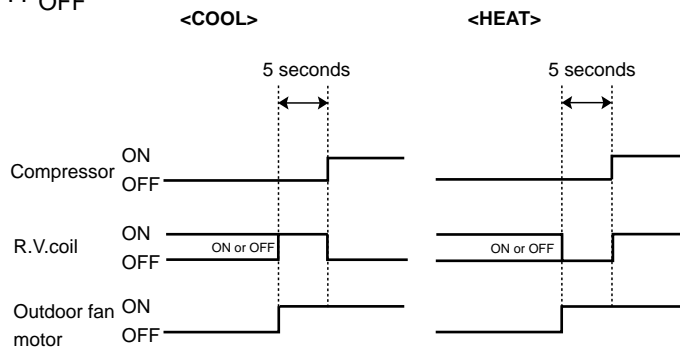 OFF
<COOL> <HEAT>
5 seconds 5 seconds
ON
Compressor
OFF
ON
R.V.coil ON or OFF ON or OFF
OFF
Outdoor fan ON
motor OFF